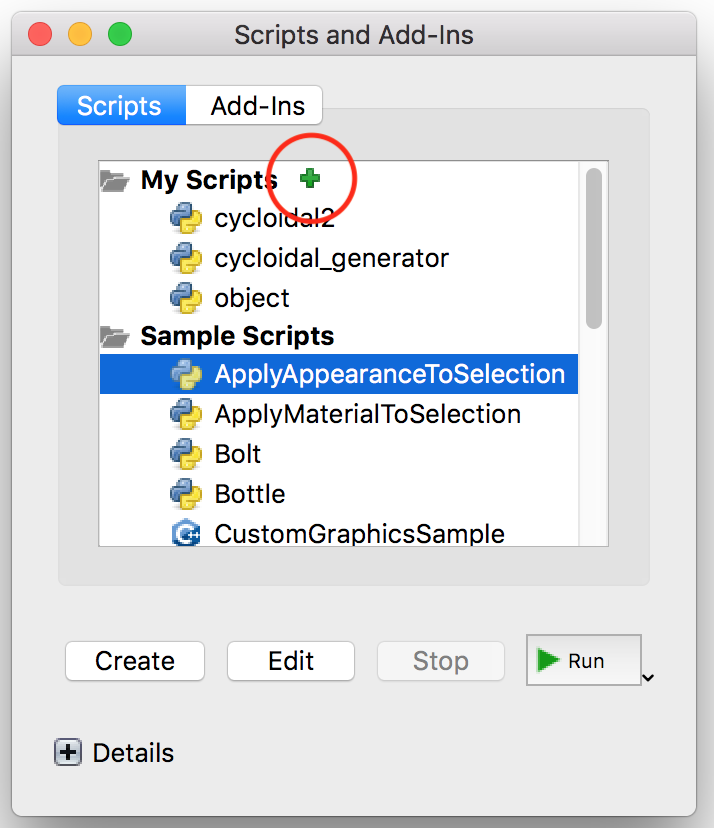 Scripts and Add-Ins
Scripts Add-Ins
My Scripts
cycloidal2
cycloidal_generator
object
Sample Scripts
ApplyAppearanceToSelection
ApplyMaterialToSelection
Bolt
Bottle
CustomGraphicsSample
Create Edit Stop Run
Details